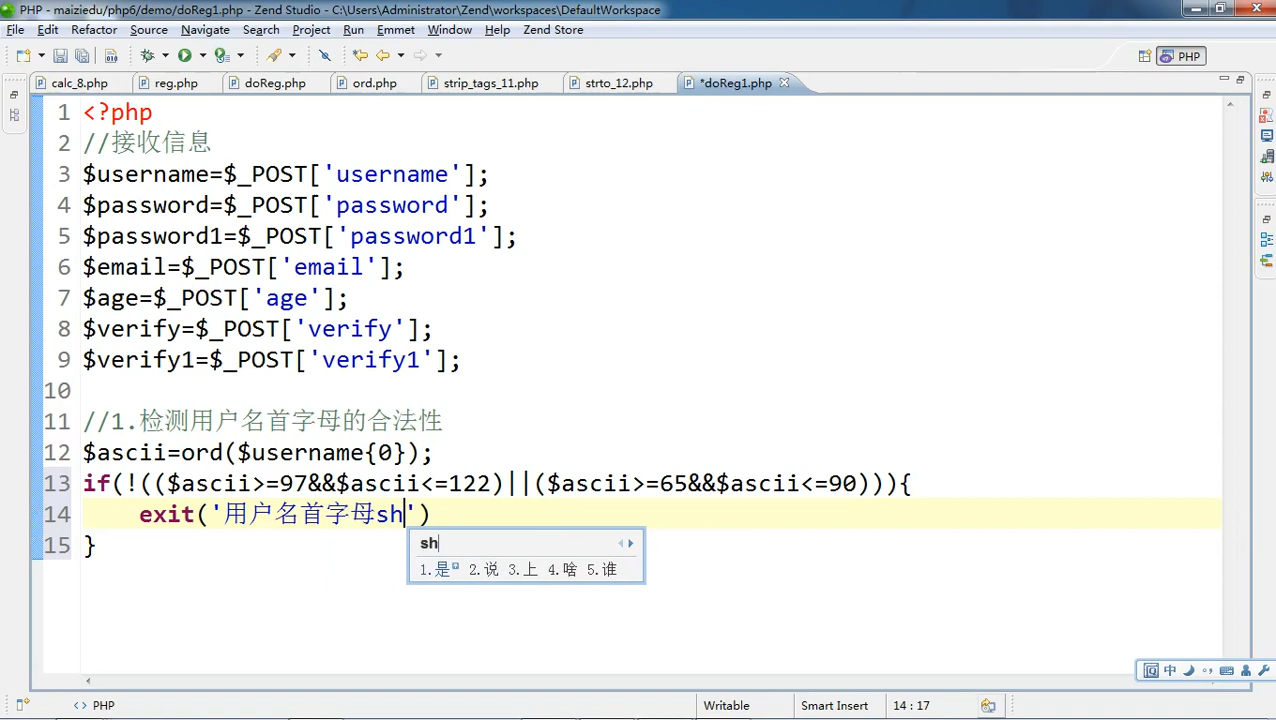 PHP - maiziedu/php6/demo/doReg1.php - Zend Studio - C:\Users\Administrator\Zend\workspaces\DefaultWorkspace
File Edit Refactor Source Navigate Search Project Run Emmet Window Help Zend Store
PHP
calc_8.php reg.php doReg.php ord.php strip_tags_11.php strto_12.php *doReg1.php
1 <?php
2 //接收信息
3 $username=$_POST['username'];
4 $password=$_POST['password'];
5 $password1=$_POST['password1'];
6 $email=$_POST['email'];
7 $age=$_POST['age'];
8 $verify=$_POST['verify'];
9 $verify1=$_POST['verify1'];
10
11 //1.检测用户名首字母的合法性
12 $ascii=ord($username{0});
13 if(!(($ascii>=97&&$ascii<=122)||($ascii>=65&&$ascii<=90))){
14 exit('用户名首字母sh')
15 }
sh
1.是 2.说 3.上 4.啥 5.谁
中
<> PHP Writable Smart Insert 14 : 17